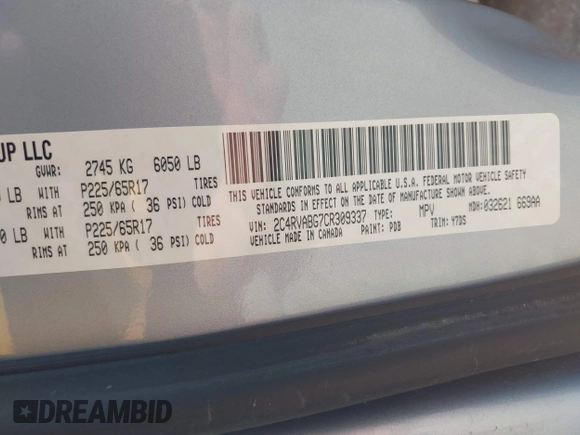 UP LLC
GVWR: 2745 KG 6050 LB
LB WITH P225/65R17 TIRES
RIMS AT 250 KPA ( 36 PSI) COLD
0 LB WITH P225/65R17 TIRES
RIMS AT 250 KPA ( 36 PSI) COLD
THIS VEHICLE CONFORMS TO ALL APPLICABLE U.S.A. FEDERAL MOTOR VEHICLE SAFETY
STANDARDS IN EFFECT ON THE DATE OF MANUFACTURE SHOWN ABOVE.
VIN: 2C4RVABG7CR309337 TYPE: MPV MDH: 032621 669AA
MADE IN CANADA PAINT: PDB TRIM: Y7DS
DREAMBID